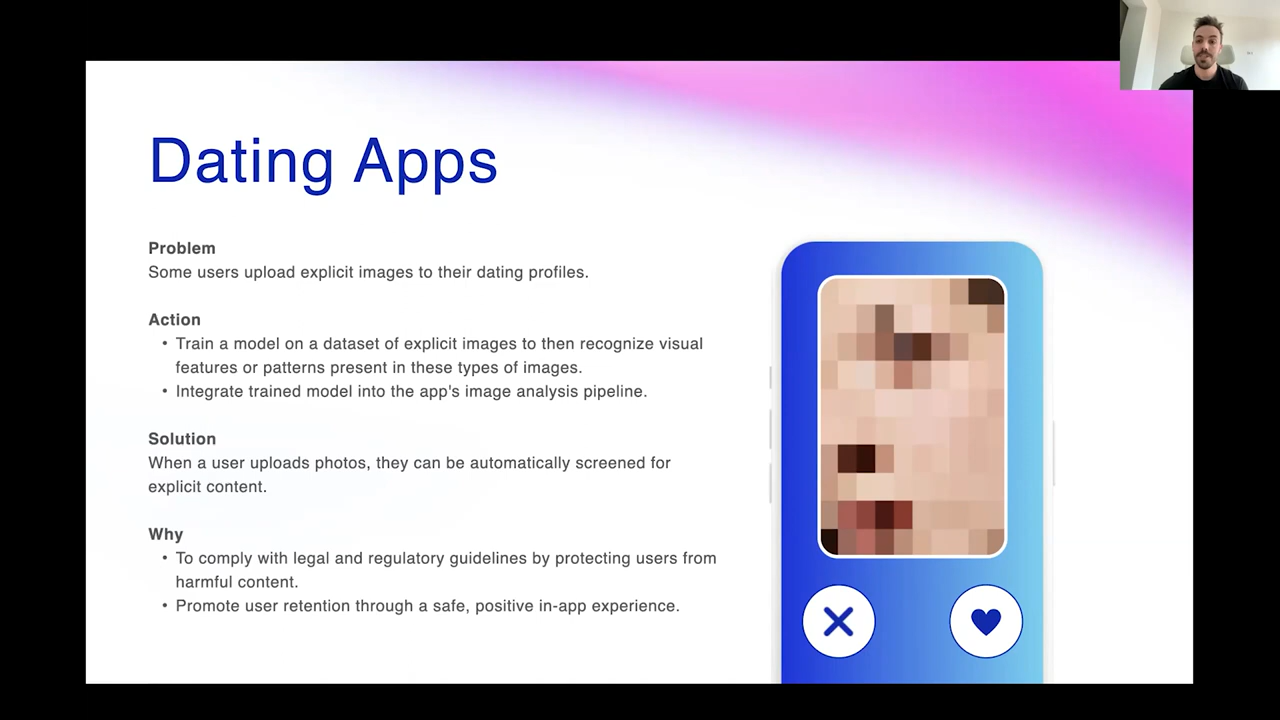 Dating Apps
Problem
Some users upload explicit images to their dating profiles.
Action
• Train a model on a dataset of explicit images to then recognize visual
features or patterns present in these types of images.
• Integrate trained model into the app's image analysis pipeline.
Solution
When a user uploads photos, they can be automatically screened for
explicit content.
Why
• To comply with legal and regulatory guidelines by protecting users from
harmful content.
• Promote user retention through a safe, positive in-app experience.